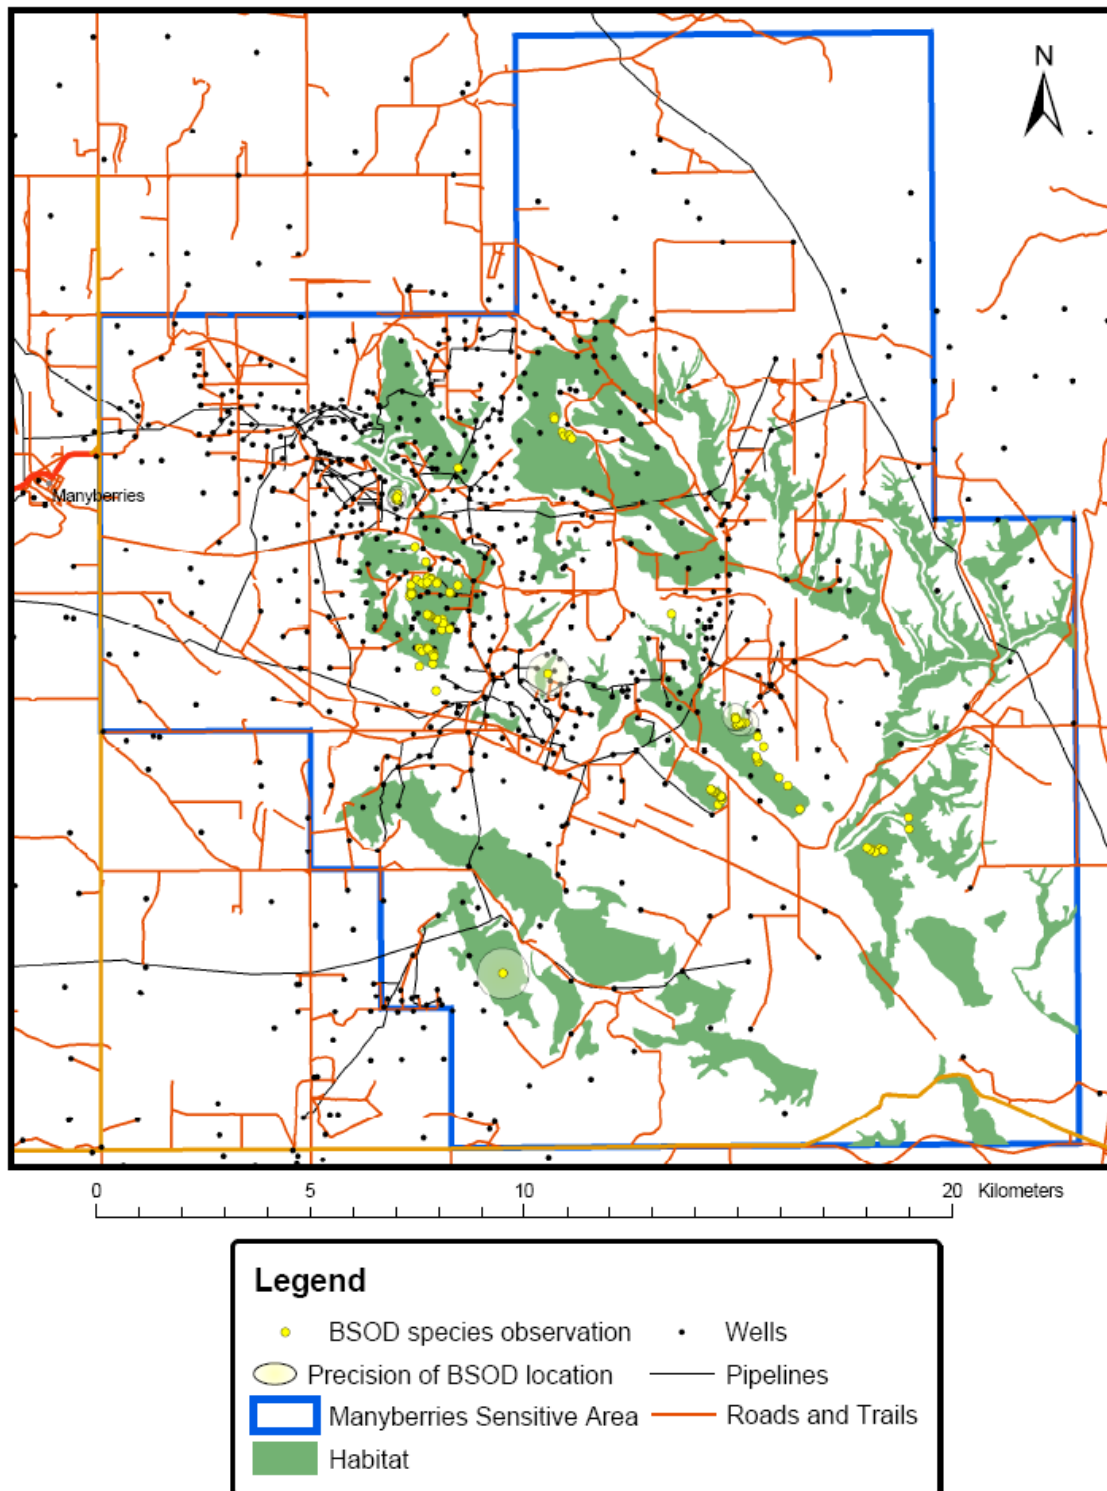 N
Manyberries
0 5 10 20 Kilometers
Legend
BSOD species observation Wells
Precision of BSOD location Pipelines
Manyberries Sensitive Area Roads and Trails
Habitat